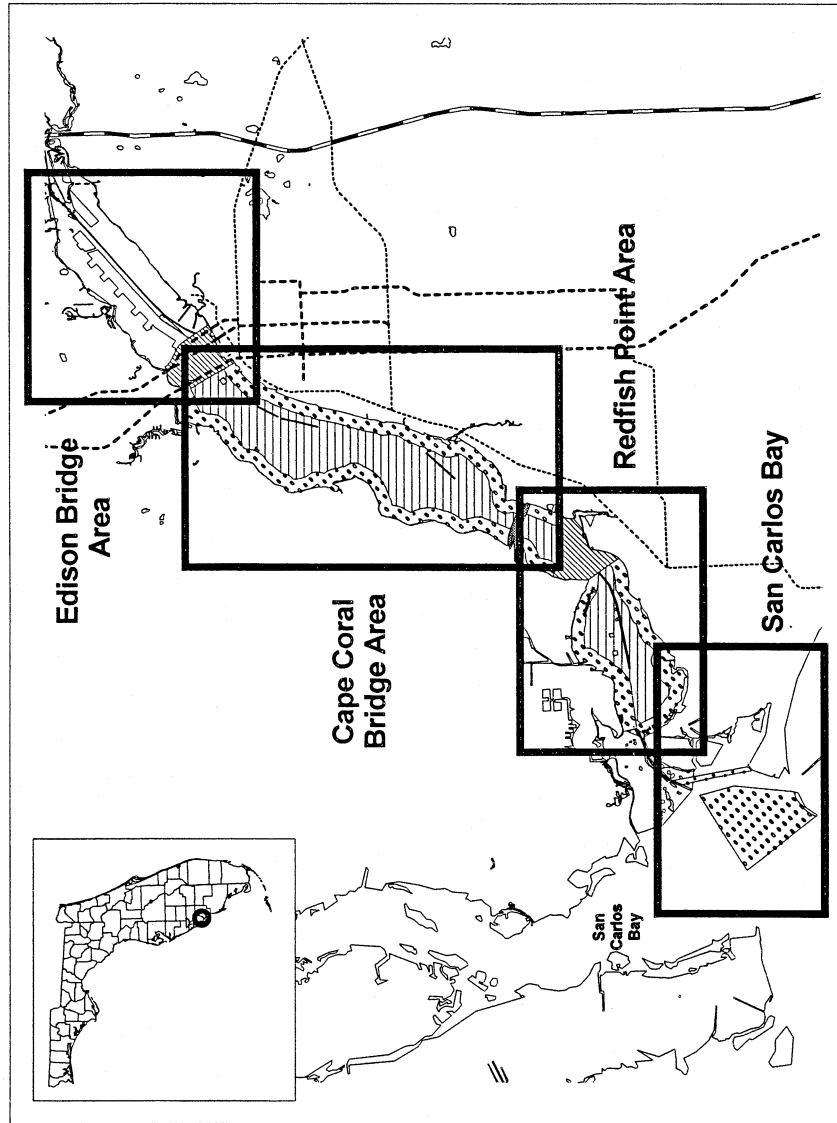 Edison Bridge
Area
Cape Coral
Bridge Area
Redfish Point Area
San Carlos Bay
San
Carlos
Bay